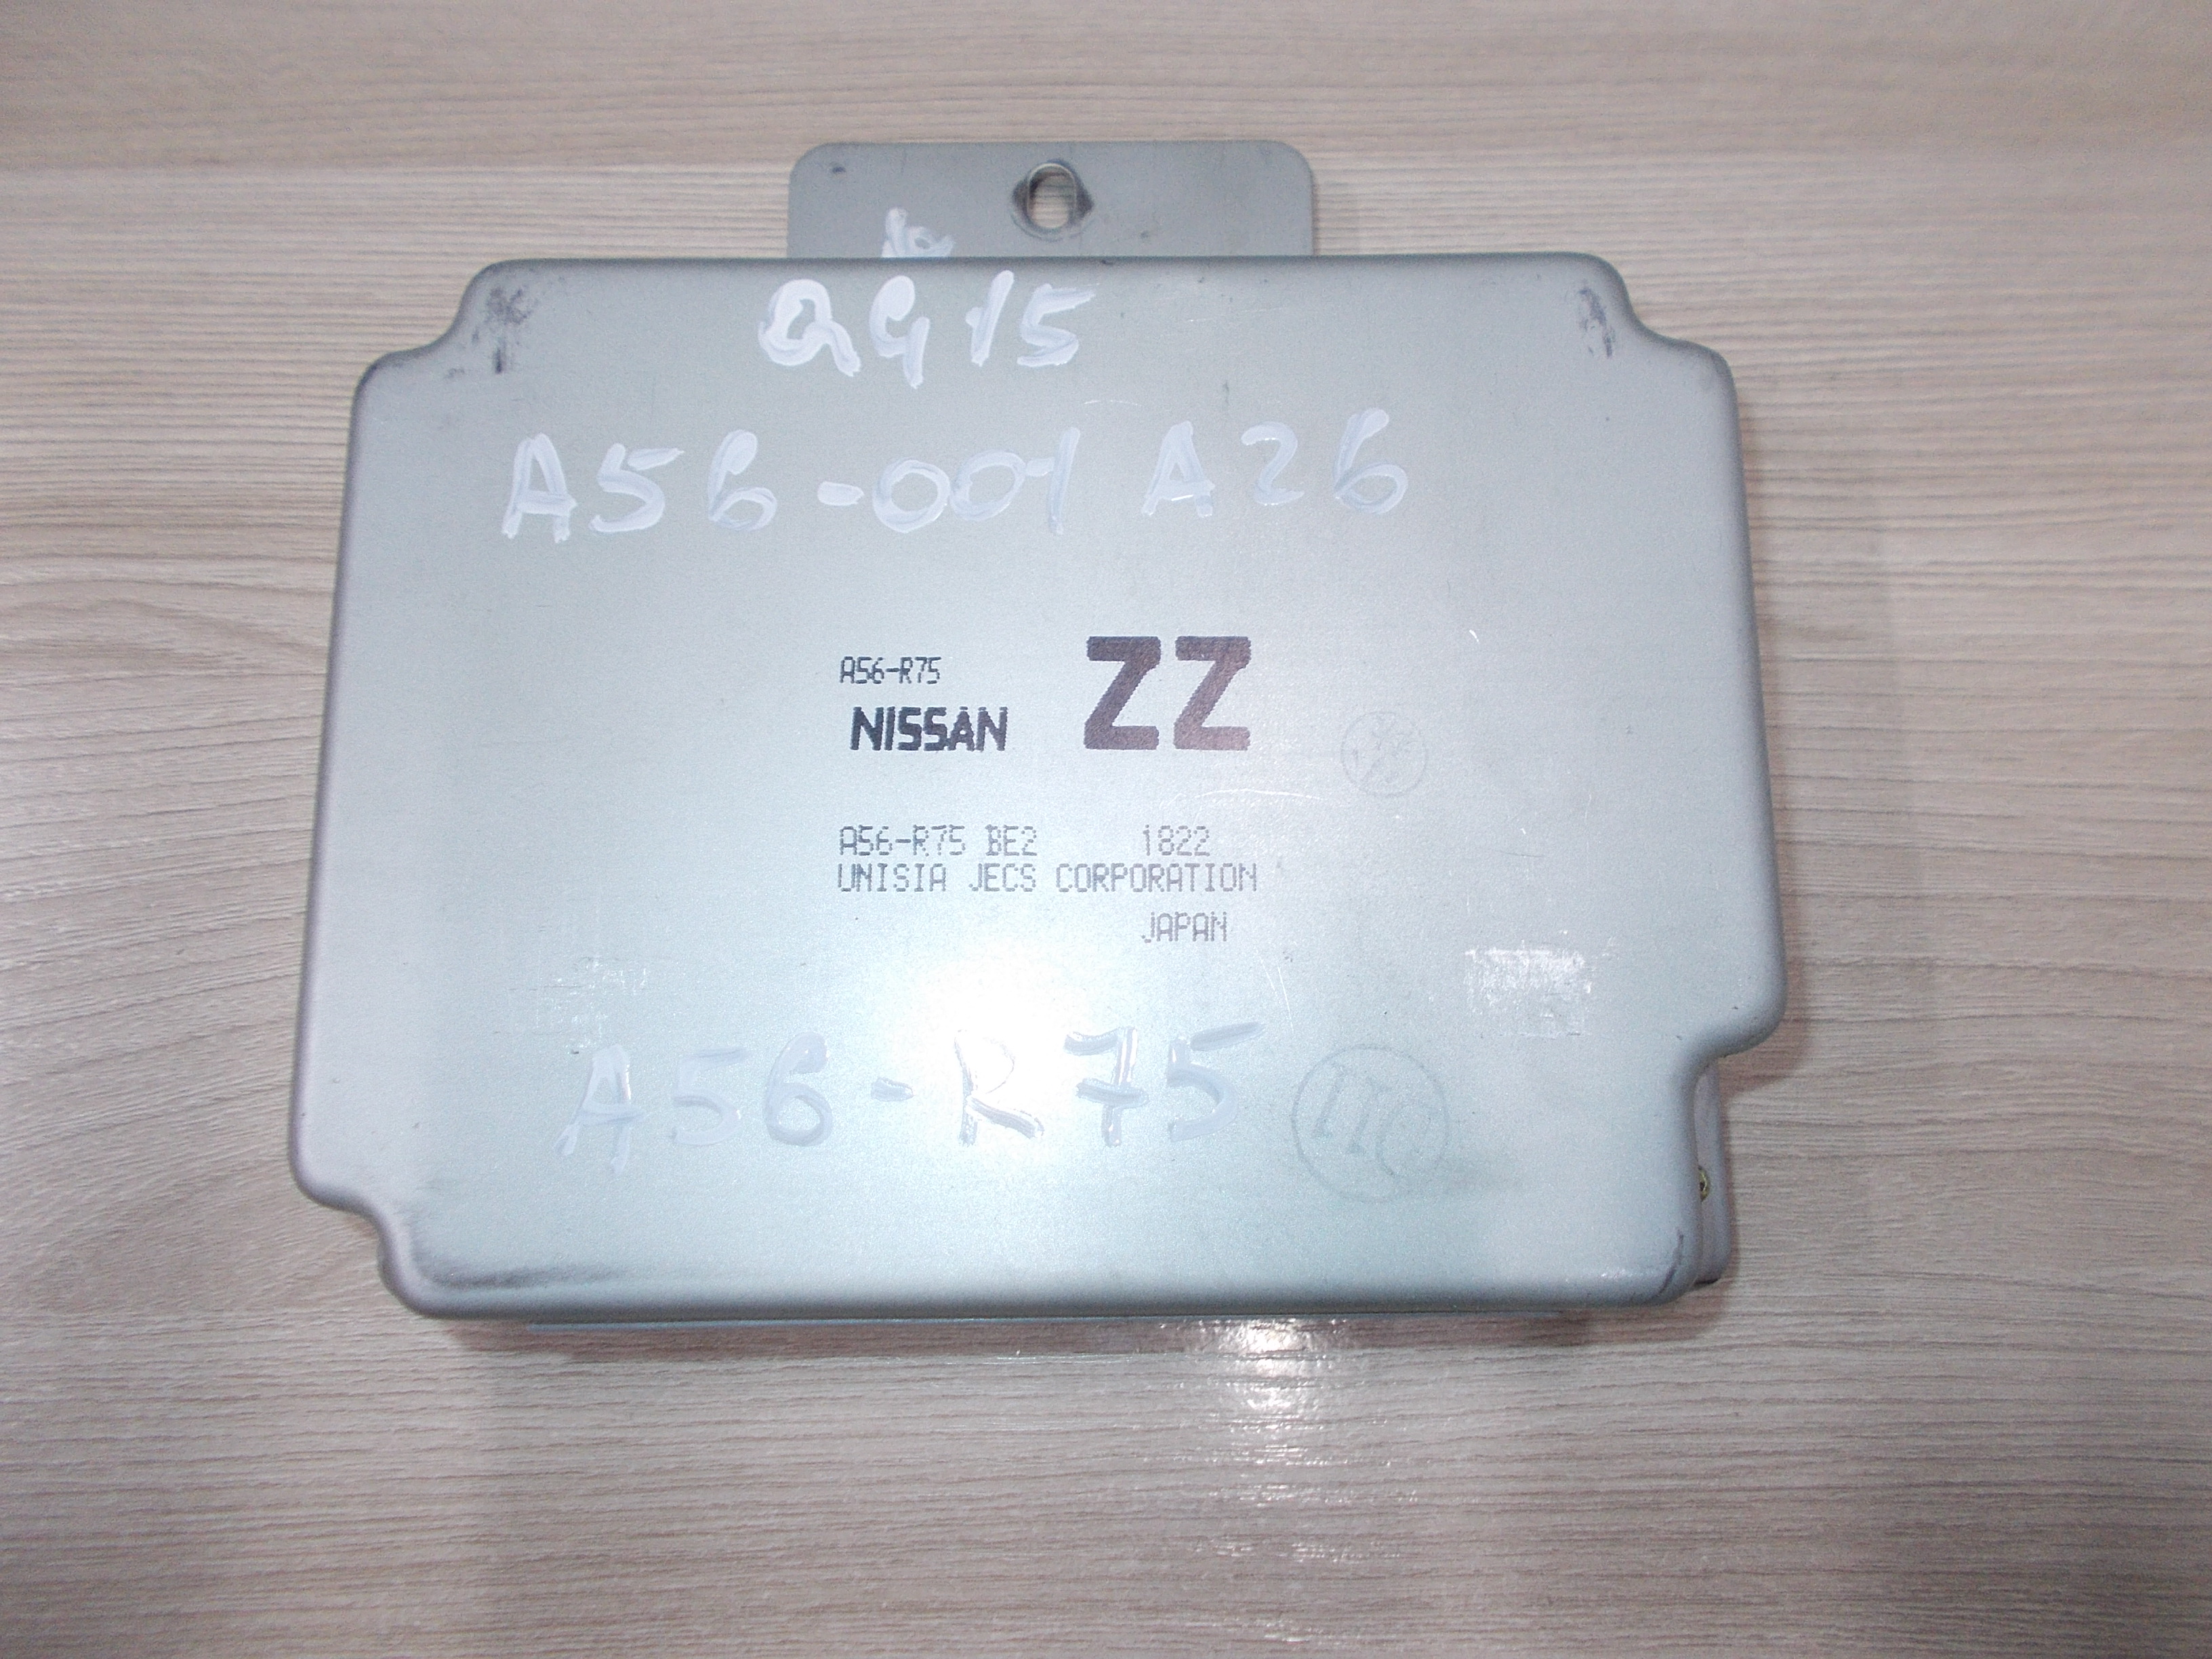 QG15
A56-001 A26
A56-R75
NISSAN ZZ
A56-R75 BE2 1822
UNISIA JECS CORPORATION
JAPAN
A56-R75